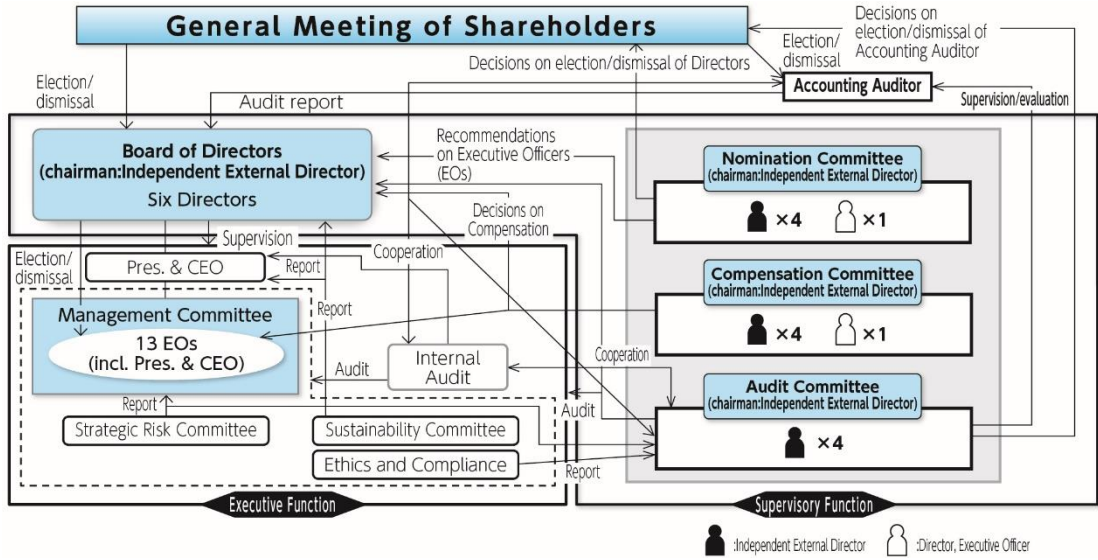 General Meeting of Shareholders
Decisions on
election/dismissal of
Accounting Auditor
Election/
dismissal
Decisions on election/dismissal of Directors
Election/
dismissal
Accounting Auditor
Audit report
Supervision/evaluation
Board of Directors
(chairman:Independent External Director)
Six Directors
Recommendations
on Executive Officers
(EOs)
Nomination Committee
(chairman:Independent External Director)
×4
×1
Decisions on
Compensation
Supervision
Cooperation
Election/
dismissal
Pres. & CEO
Report
Compensation Committee
(chairman:Independent External Director)
×4
×1
Report
Management Committee
13 EOs
(incl. Pres. & CEO)
Internal
Audit
Cooperation
Audit
Audit Committee
(chairman:Independent External Director)
×4
Report
Audit
Strategic Risk Committee
Sustainability Committee
Ethics and Compliance
Report
Executive Function
Supervisory Function
:Independent External Director
:Director, Executive Officer